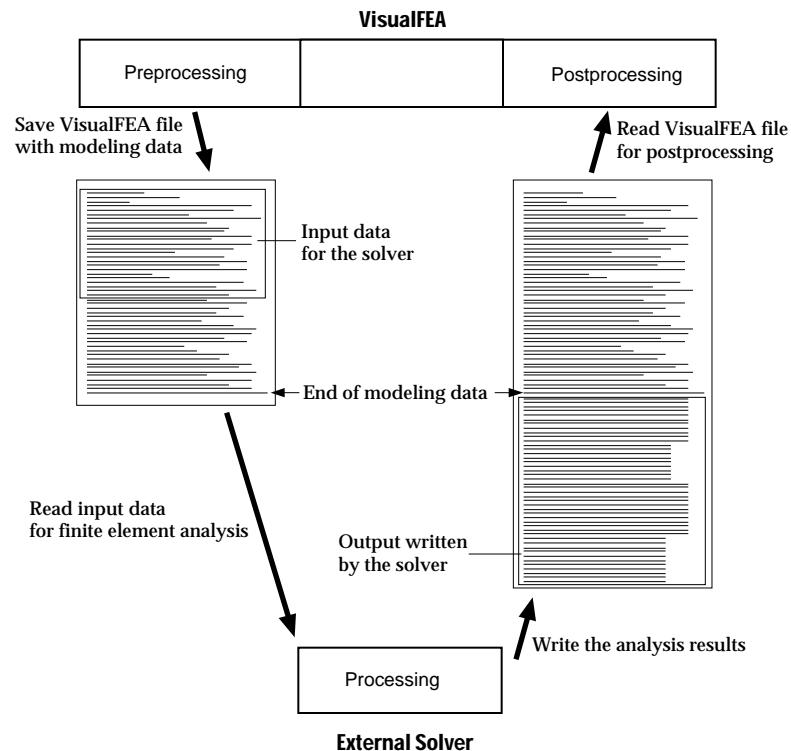 VisualFEA
Preprocessing
Postprocessing
Save VisualFEA file
with modeling data
Read VisualFEA file
for postprocessing
Input data
for the solver
End of modeling data
Read input data
for finite element analysis
Output written
by the solver
Write the analysis results
Processing
External Solver